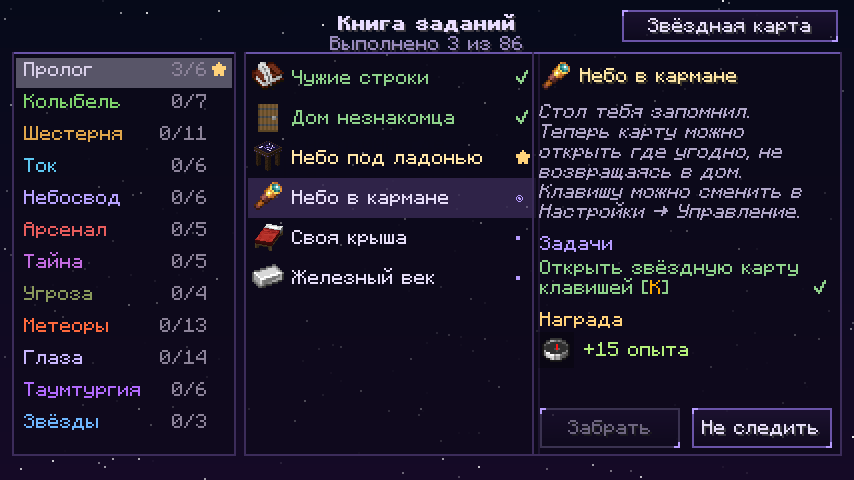 Книга заданий
Выполнено 3 из 86
Звёздная карта
Пролог 3/6
Колыбель 0/7
Шестерня 0/11
Ток 0/6
Небосвод 0/6
Арсенал 0/5
Тайна 0/5
Угроза 0/4
Метеоры 0/13
Глаза 0/14
Таумтургия 0/6
Звёзды 0/3
Чужие строки
Дом незнакомца
Небо под ладонью
Небо в кармане
Своя крыша
Железный век
Небо в кармане
Стол тебя запомнил.
Теперь карту можно
открыть где угодно, не
возвращаясь в дом.
Клавишу можно сменить в
Настройки → Управление.
Задачи
Открыть звёздную карту
клавишей [K]
Награда
+15 опыта
Забрать
Не следить